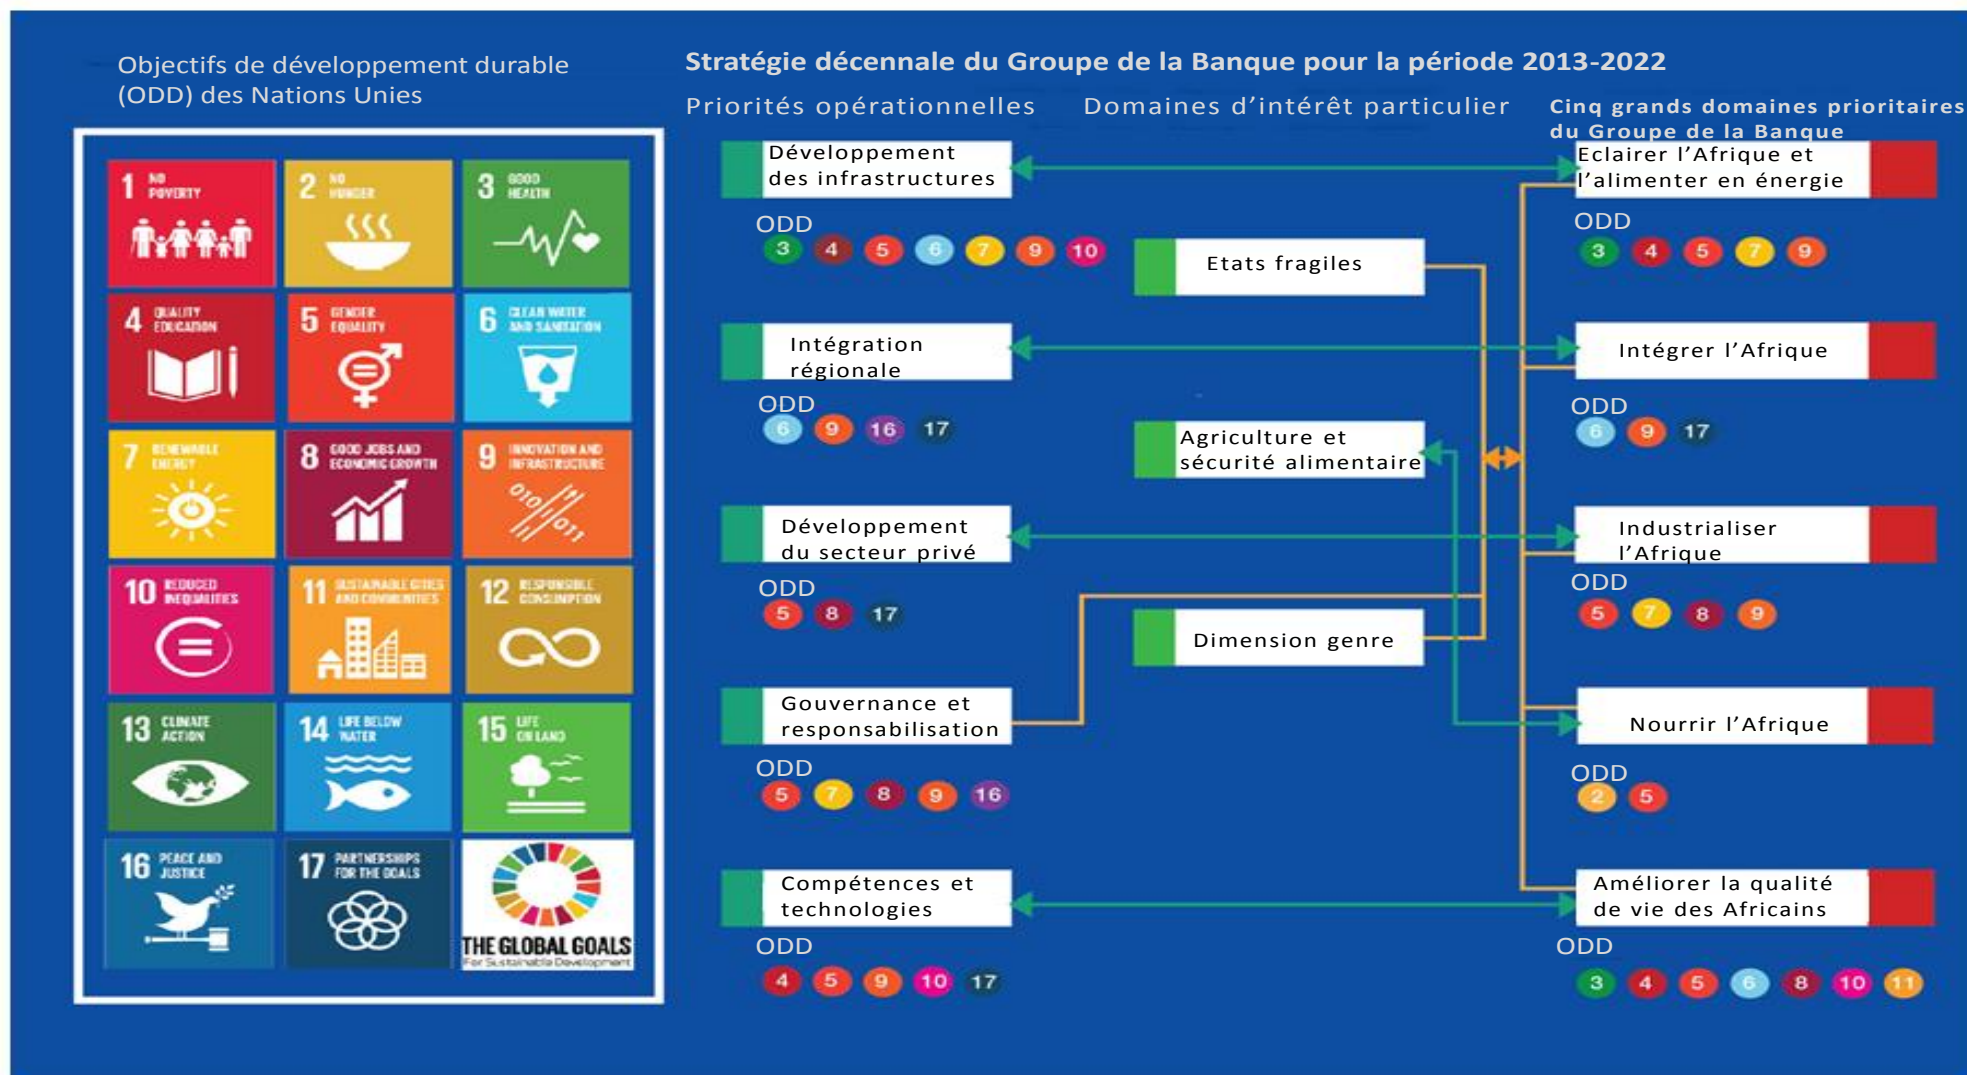 Objectifs de développement durable
(ODD) des Nations Unies
1 NO
POVERTY
2 NO
HUNGER
3 GOOD
HEALTH
4 QUALITY
EDUCATION
5 GENDER
EQUALITY
6 CLEAN WATER
AND SANITATION
7 RENEWABLE
ENERGY
8 GOOD JOBS AND
ECONOMIC GROWTH
9 INNOVATION AND
INFRASTRUCTURE
010
011
10 REDUCED
INEQUALITIES
11 SUSTAINABLE CITIES
AND COMMUNITIES
12 RESPONSIBLE
CONSUMPTION
13 CLIMATE
ACTION
14 LIFE BELOW
WATER
15 LIFE
ON LAND
16 PEACE AND
JUSTICE
17 PARTNERSHIPS
FOR THE GOALS
THE GLOBAL GOALS
For Sustainable Development
Stratégie décennale du Groupe de la Banque pour la période 2013-2022
Priorités opérationnelles
Développement
des infrastructures
ODD
3 4 5 6 7 9 10
Intégration
régionale
ODD
6 9 16 17
Développement
du secteur privé
ODD
5 8 17
Gouvernance et
responsabilisation
ODD
5 7 8 9 16
Compétences et
technologies
ODD
4 5 9 10 17
Domaines d’intérêt particulier
Etats fragiles
Agriculture et
sécurité alimentaire
Dimension genre
Cinq grands domaines prioritaires
du Groupe de la Banque
Eclairer l’Afrique et
l’alimenter en énergie
ODD
3 4 5 7 9
Intégrer l’Afrique
ODD
6 9 17
Industrialiser
l’Afrique
ODD
5 7 8 9
Nourrir l’Afrique
ODD
2 5
Améliorer la qualité
de vie des Africains
ODD
3 4 5 6 8 10 11